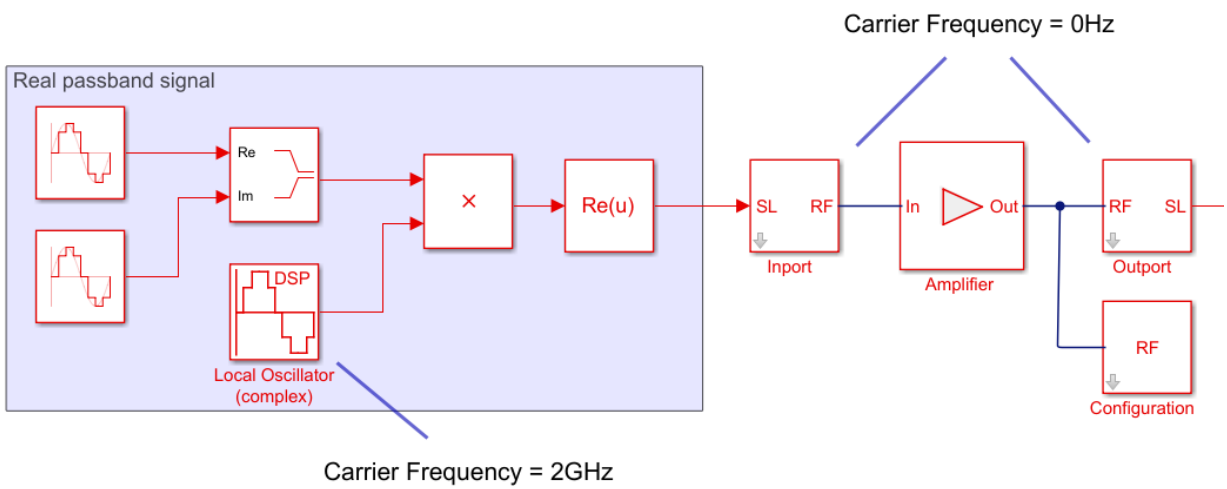 Carrier Frequency = 0Hz
Real passband signal
Re
Im
×
Re(u)
SL RF
Inport
In Out
Amplifier
RF SL
Outport
DSP
Local Oscillator
(complex)
RF
Configuration
Carrier Frequency = 2GHz